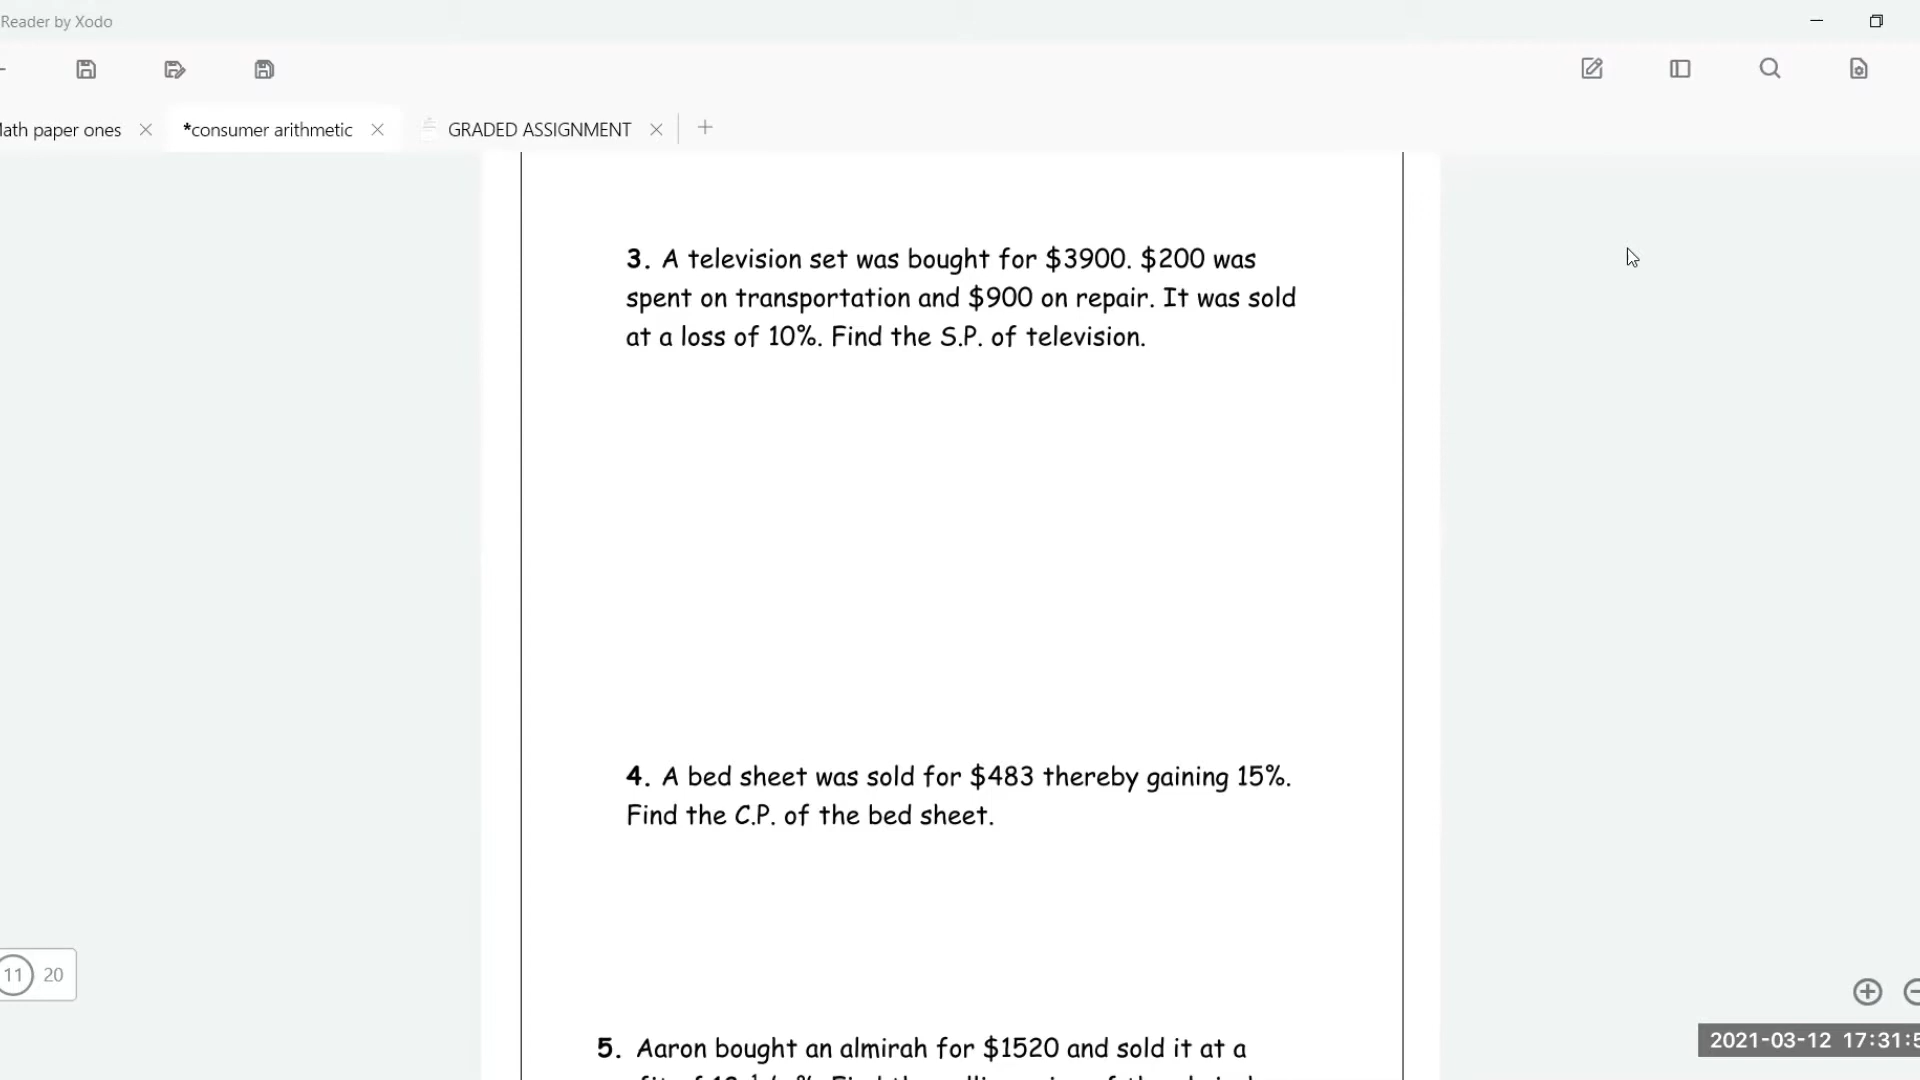 Reader by Xodo
ath paper ones
*consumer arithmetic
GRADED ASSIGNMENT
3. A television set was bought for $3900. $200 was
spent on transportation and $900 on repair. It was sold
at a loss of 10%. Find the S.P. of television.
4. A bed sheet was sold for $483 thereby gaining 15%.
Find the C.P. of the bed sheet.
11 20
5. Aaron bought an almirah for $1520 and sold it at a
2021-03-12 17:31:5